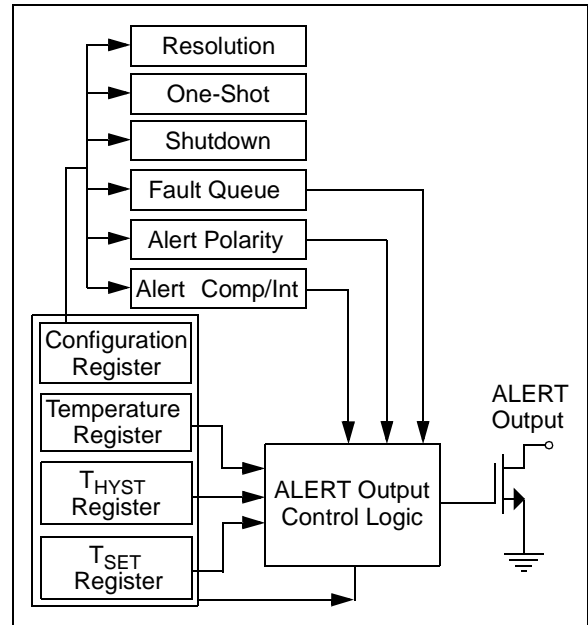 Resolution
One-Shot
Shutdown
Fault Queue
Alert Polarity
Alert Comp/Int
Configuration
Register
Temperature
Register
THYST
Register
TSET
Register
ALERT Output
Control Logic
ALERT
Output